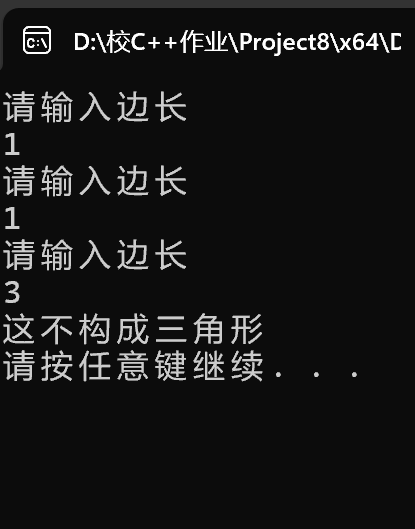 D:\校C++作业\Project8\x64\D
请输入边长
1
请输入边长
1
请输入边长
3
这不构成三角形
请按任意键继续. . .